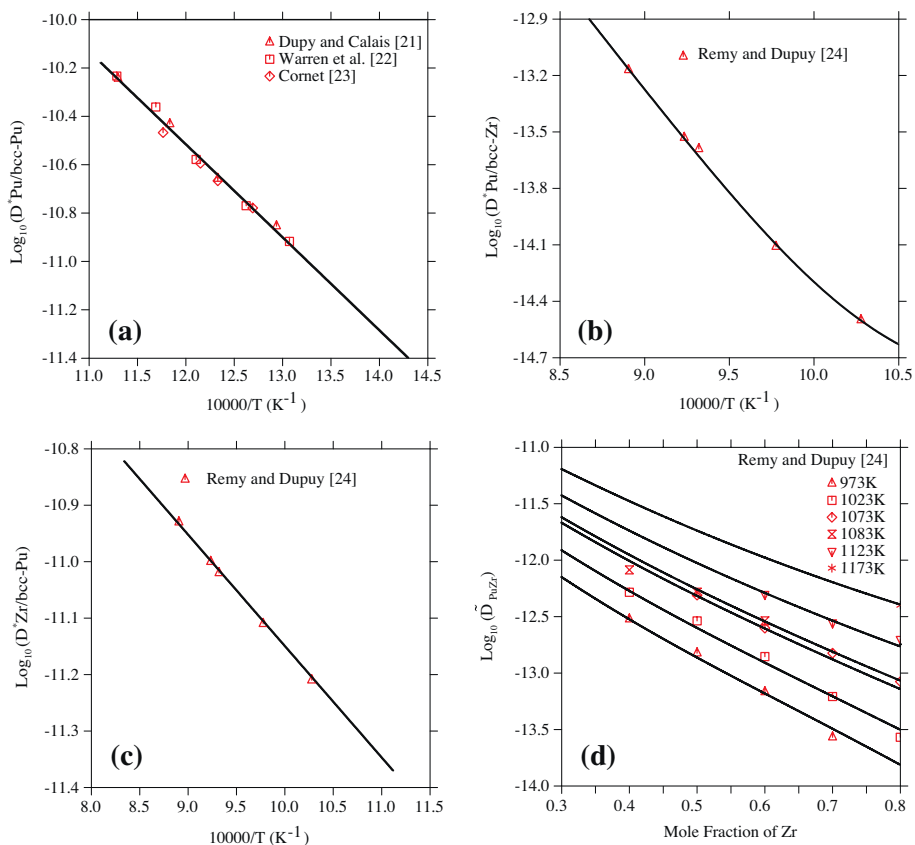 -10.0
-10.2
-10.4
-10.6
-10.8
-11.0
-11.2
-11.4
Log₁₀(D*Pu/bcc-Pu)
Dupy and Calais [21]
Warren et al. [22]
Cornet [23]
(a)
11.0 11.5 12.0 12.5 13.0 13.5 14.0 14.5
10000/T (K⁻¹)
-12.9
-13.2
-13.5
-13.8
-14.1
-14.4
-14.7
Log₁₀(D*Pu/bcc-Zr)
Remy and Dupuy [24]
(b)
8.5 9.0 9.5 10.0 10.5
10000/T (K⁻¹)
-10.8
-10.9
-11.0
-11.1
-11.2
-11.3
-11.4
Log₁₀(D*Zr/bcc-Pu)
Remy and Dupuy [24]
(c)
8.0 8.5 9.0 9.5 10.0 10.5 11.0 11.5
10000/T (K⁻¹)
-11.0
-11.5
-12.0
-12.5
-13.0
-13.5
-14.0
Log₁₀(D̃ PuZr)
Remy and Dupuy [24]
973K
1023K
1073K
1083K
1123K
1173K
(d)
0.3 0.4 0.5 0.6 0.7 0.8
Mole Fraction of Zr